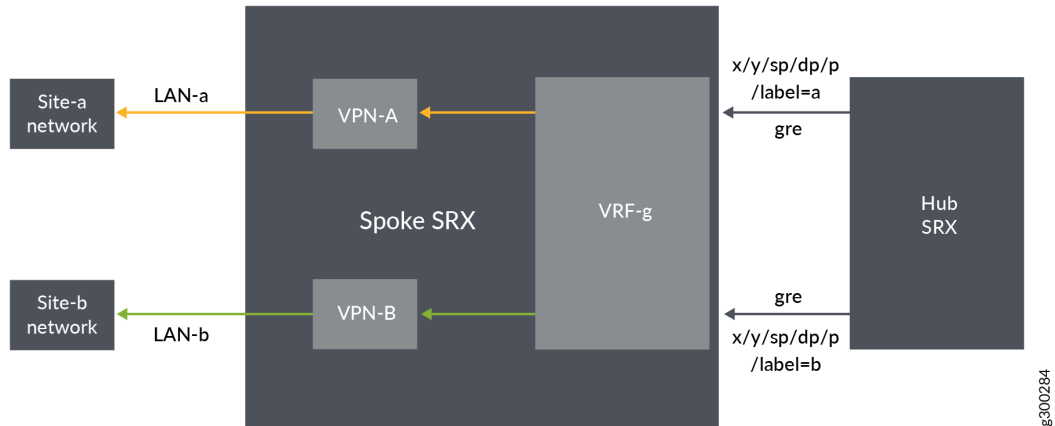 Site-a
network
LAN-a
VPN-A
x/y/sp/dp/p
/label=a
gre
Spoke SRX
VRF-g
Hub
SRX
Site-b
network
LAN-b
VPN-B
gre
x/y/sp/dp/p
/label=b
g300284